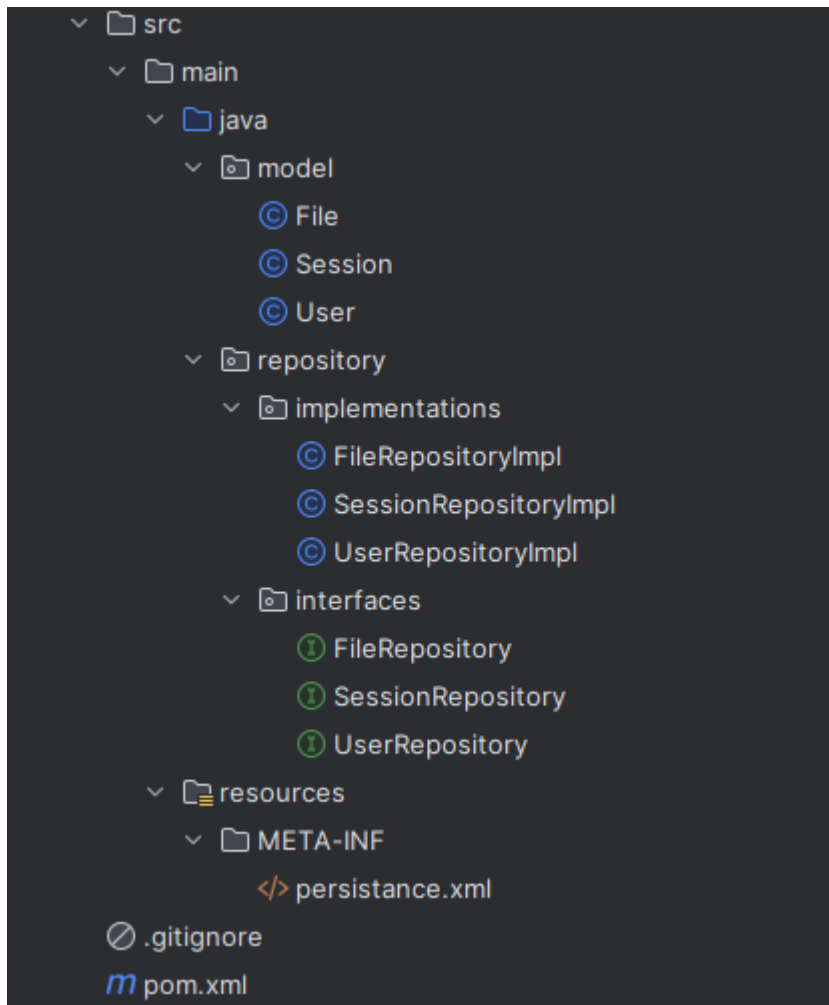 src
main
java
model
File
Session
User
repository
implementations
FileRepositoryImpl
SessionRepositoryImpl
UserRepositoryImpl
interfaces
FileRepository
SessionRepository
UserRepository
resources
META-INF
persistance.xml
.gitignore
pom.xml